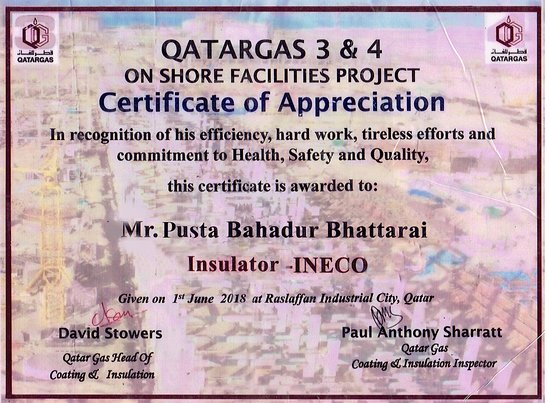 QATARGAS QATARGAS
QATARGAS 3 & 4
ON SHORE FACILITIES PROJECT
Certificate of Appreciation
In recognition of his efficiency, hard work, tireless efforts and
commitment to Health, Safety and Quality,
this certificate is awarded to:
Mr. Pusta Bahadur Bhattarai
Insulator -INECO
Given on 1st June 2018 at Raslaffan Industrial City, Qatar
David Stowers
Qatar Gas Head Of
Coating & Insulation
Paul Anthony Sharratt
Qatar Gas
Coating & Insulation Inspector